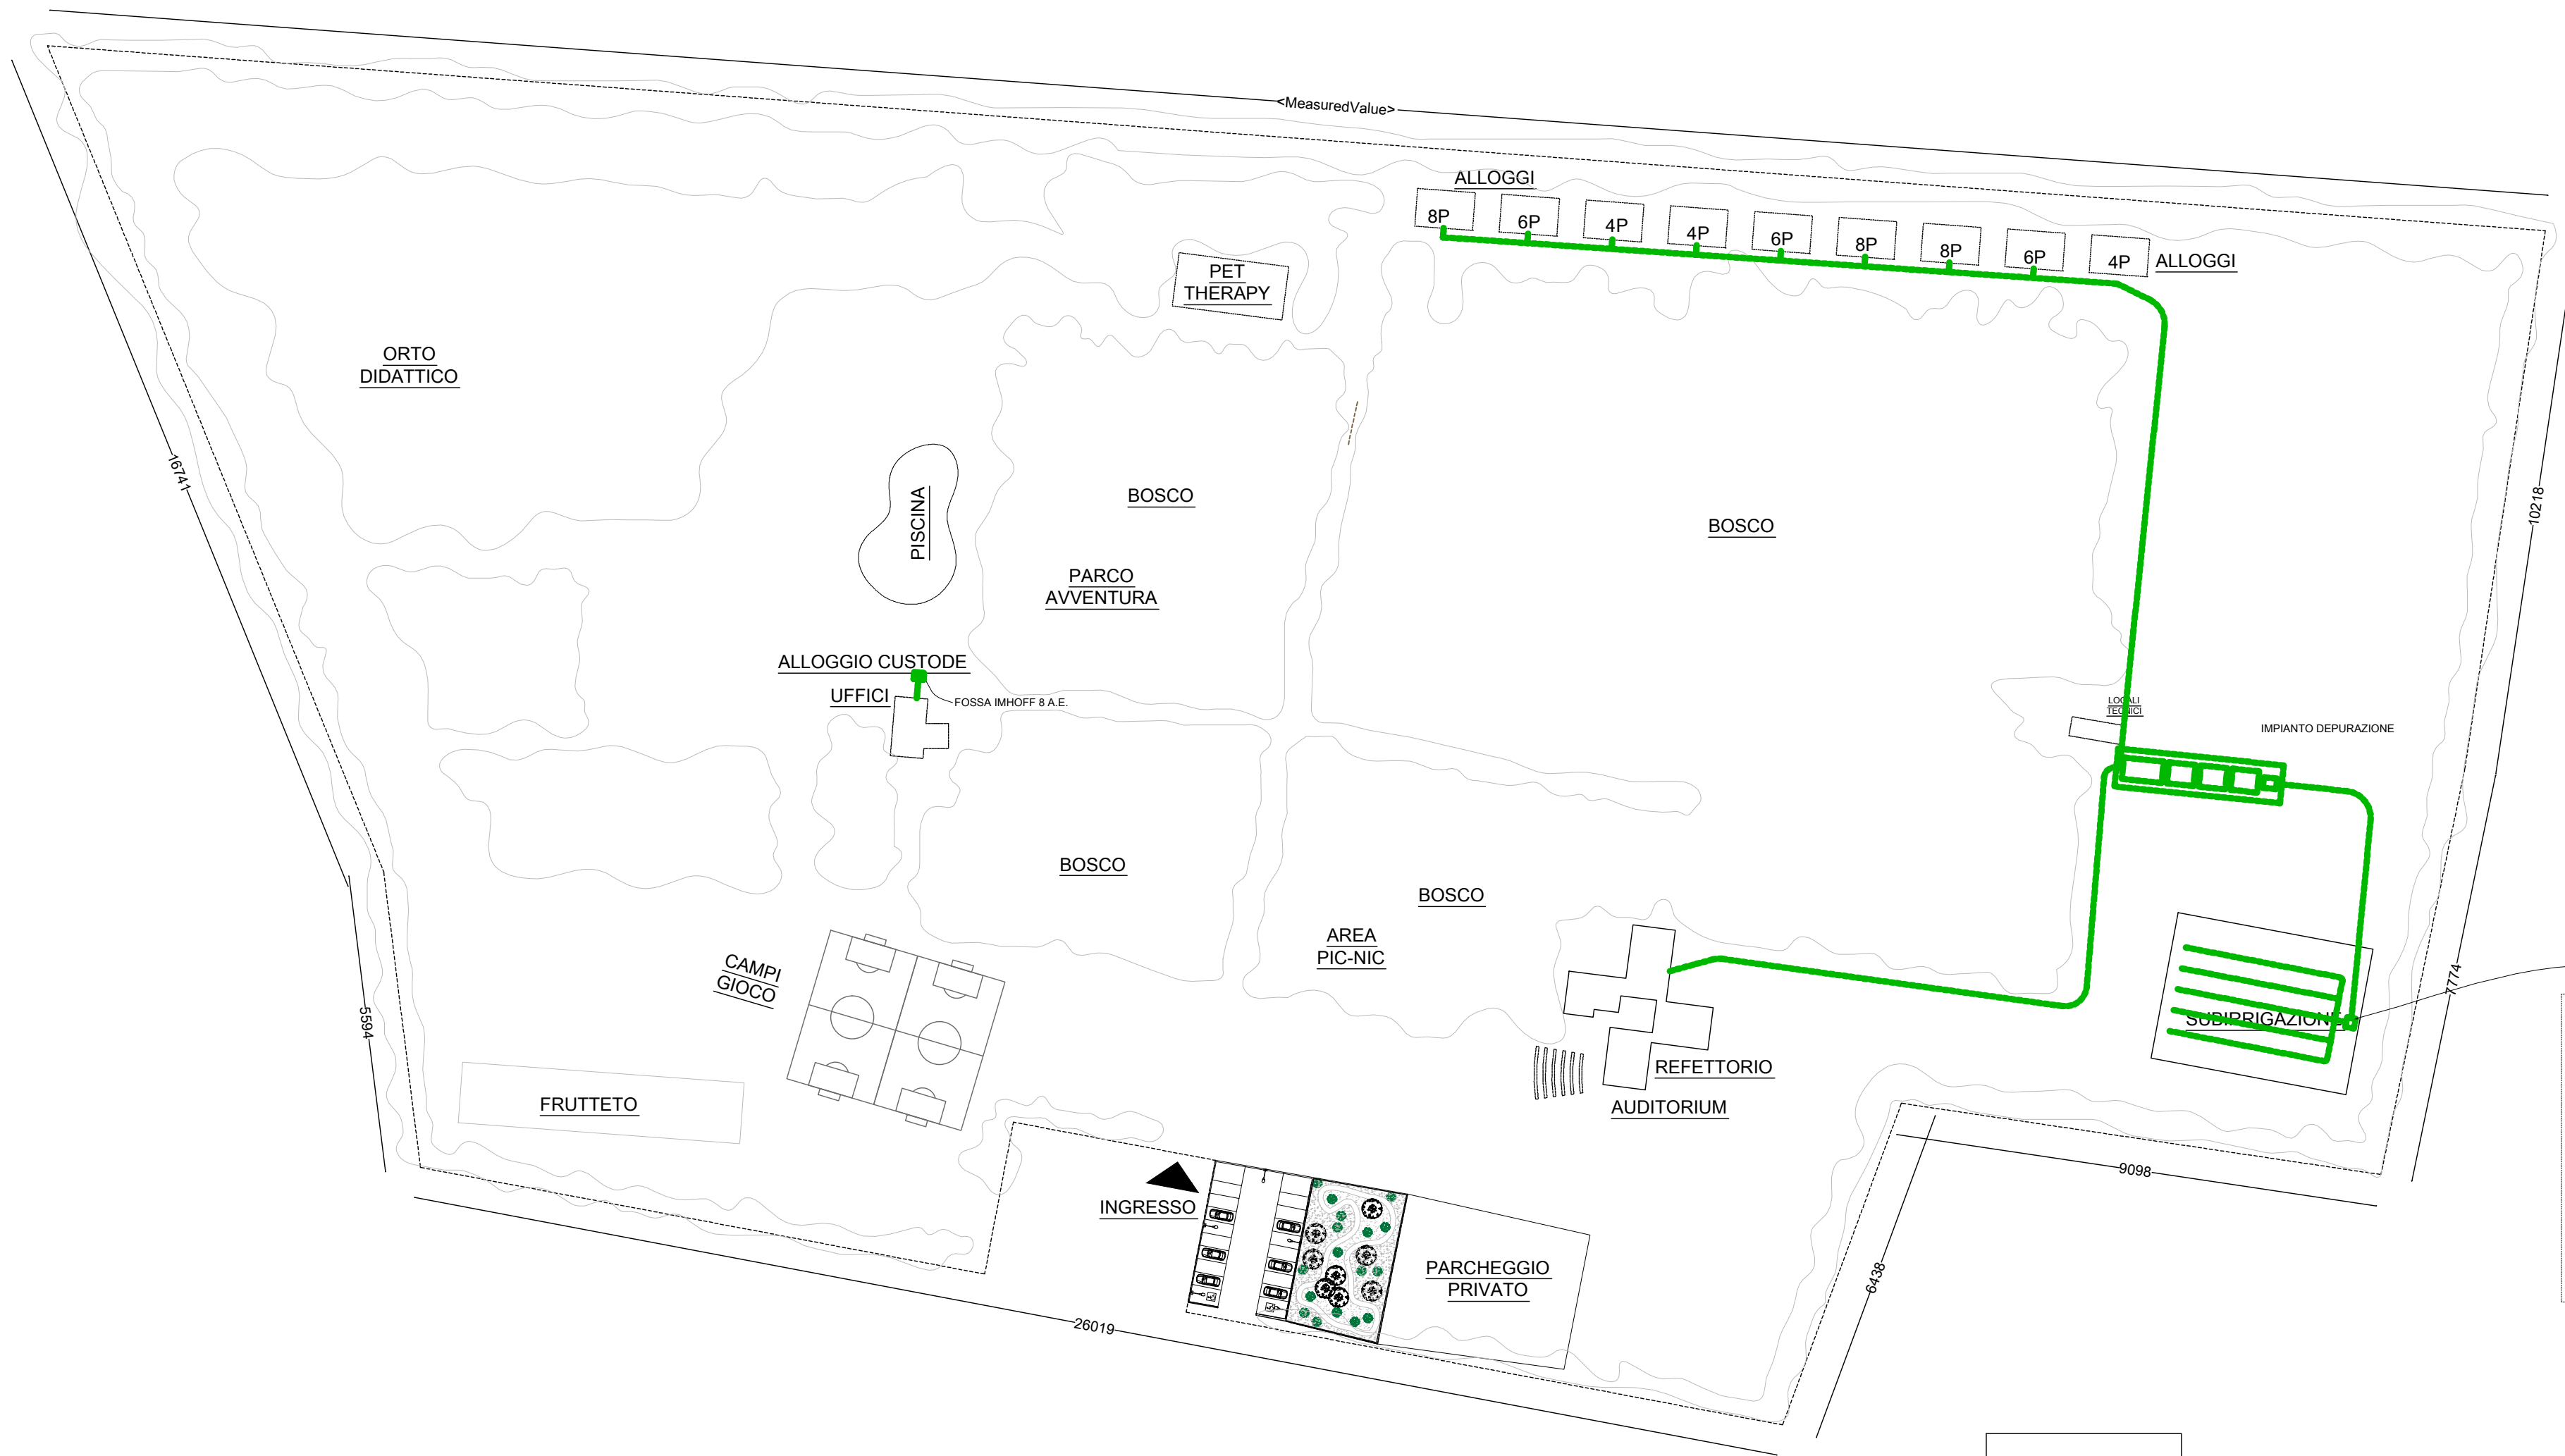 <MeasuredValue>
ALLOGGI
8P
6P
4P
4P
6P
8P
8P
6P
4P
ALLOGGI
PET
THERAPY
ORTO
DIDATTICO
16741
10218
PISCINA
BOSCO
BOSCO
PARCO
AVVENTURA
ALLOGGIO CUSTODE
UFFICI
FOSSA IMHOFF 8 A.E.
LOCALI
TECNICI
IMPIANTO DEPURAZIONE
BOSCO
BOSCO
AREA
PIC-NIC
CAMPI
GIOCO
5594
7774
SUBIRRIGAZIONE
REFETTORIO
AUDITORIUM
FRUTTETO
INGRESSO
PARCHEGGIO
PRIVATO
9098
6438
26019